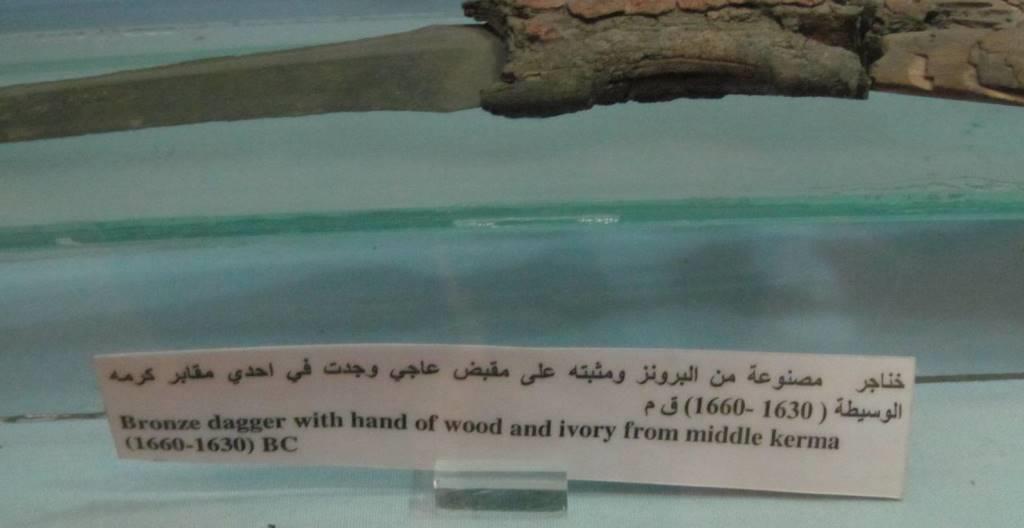 خناجر مصنوعة من البرونز ومثبته على مقبض عاجي وجدت في احدي مقابر كرمه
الوسيطة ( 1630 -1660) ق م
Bronze dagger with hand of wood and ivory from middle kerma
(1660-1630) BC